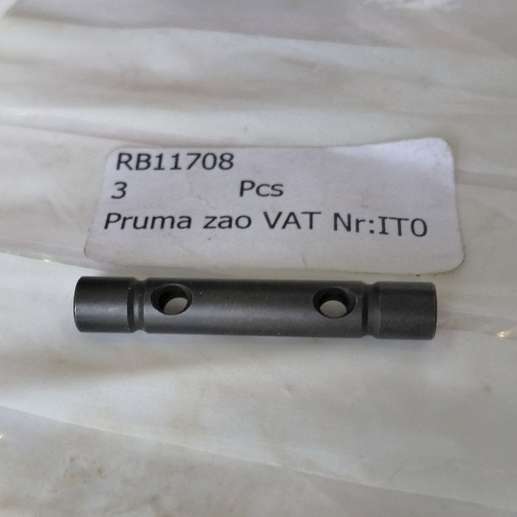 RB11708
3 Pcs
Pruma zao VAT Nr:IT0